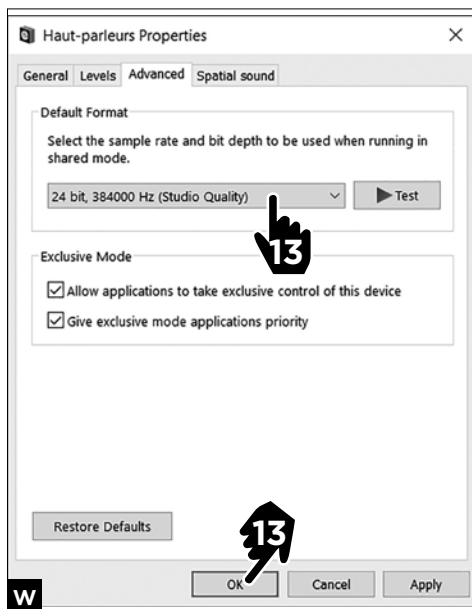 Haut-parleurs Properties
General Levels Advanced Spatial sound
Default Format
Select the sample rate and bit depth to be used when running in
shared mode.
24 bit, 384000 Hz (Studio Quality)
Test
13
Exclusive Mode
Allow applications to take exclusive control of this device
Give exclusive mode applications priority
Restore Defaults
13
OK Cancel Apply
W